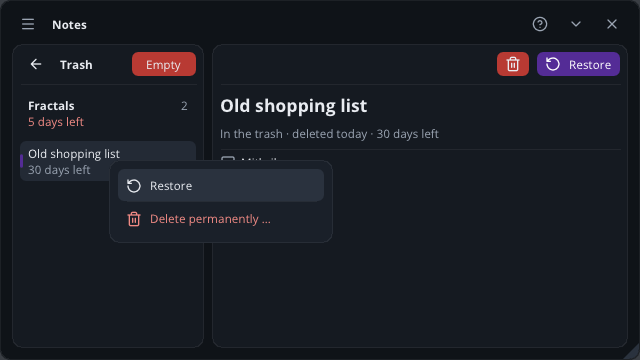 Notes
Trash
Empty
Restore
Fractals 2
5 days left
Old shopping list
30 days left
Old shopping list
In the trash · deleted today · 30 days left
Restore
Delete permanently ...